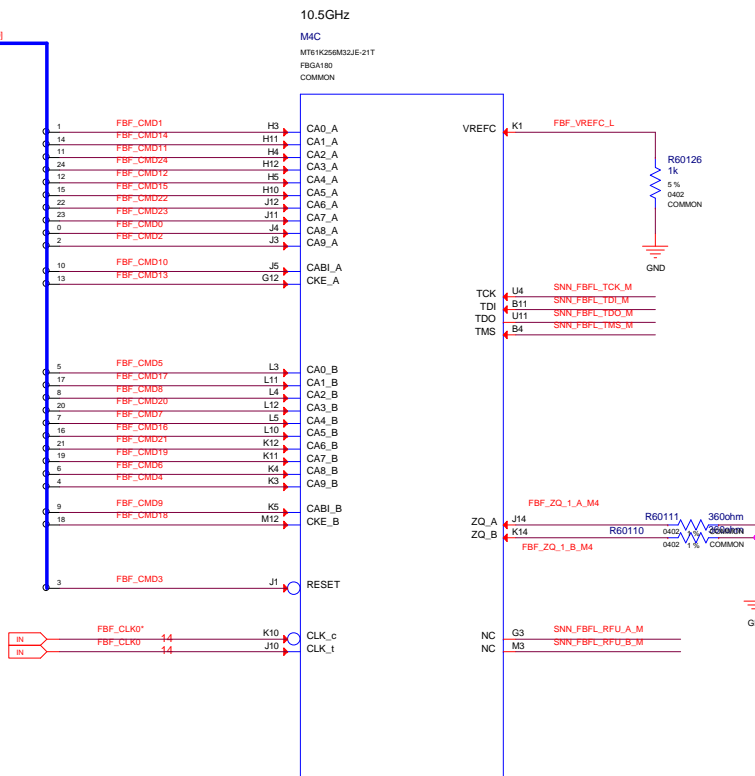 10.5GHz
M4C
MT61K256M32JE-21T
FBGA180
COMMON
1 FBF_CMD1 H3 CA0_A
14 FBF_CMD14 H11 CA1_A
11 FBF_CMD11 H4 CA2_A
24 FBF_CMD24 H12 CA3_A
12 FBF_CMD12 H5 CA4_A
15 FBF_CMD15 H10 CA5_A
22 FBF_CMD22 J12 CA6_A
23 FBF_CMD23 J11 CA7_A
0 FBF_CMD0 J4 CA8_A
2 FBF_CMD2 J3 CA9_A
10 FBF_CMD10 J5 CABI_A
13 FBF_CMD13 G12 CKE_A
5 FBF_CMD5 L3 CA0_B
17 FBF_CMD17 L11 CA1_B
8 FBF_CMD8 L4 CA2_B
20 FBF_CMD20 L12 CA3_B
7 FBF_CMD7 L5 CA4_B
16 FBF_CMD16 L10 CA5_B
21 FBF_CMD21 K12 CA6_B
19 FBF_CMD19 K11 CA7_B
6 FBF_CMD6 K4 CA8_B
4 FBF_CMD4 K3 CA9_B
9 FBF_CMD9 K5 CABI_B
18 FBF_CMD18 M12 CKE_B
3 FBF_CMD3 J1 RESET
IN FBF_CLK0* 14 K10 CLK_c
IN FBF_CLK0 14 J10 CLK_t
VREFC K1 FBF_VREFC_L
R60126
1k
5 %
0402
COMMON
GND
TCK U4 SNN_FBFL_TCK_M
TDI B11 SNN_FBFL_TDI_M
TDO U11 SNN_FBFL_TDO_M
TMS B4 SNN_FBFL_TMS_M
FBF_ZQ_1_A_M4
ZQ_A J14 R60111 360ohm
0402 1 % COMMON
ZQ_B K14 R60110 360ohm
0402 1 % COMMON
FBF_ZQ_1_B_M4
NC G3 SNN_FBFL_RFU_A_M
NC M3 SNN_FBFL_RFU_B_M